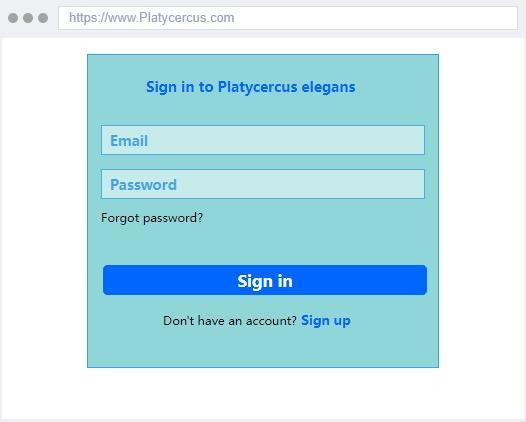 https://www.Platycercus.com
Sign in to Platycercus elegans
Email
Password
Forgot password?
Sign in
Don't have an account? Sign up